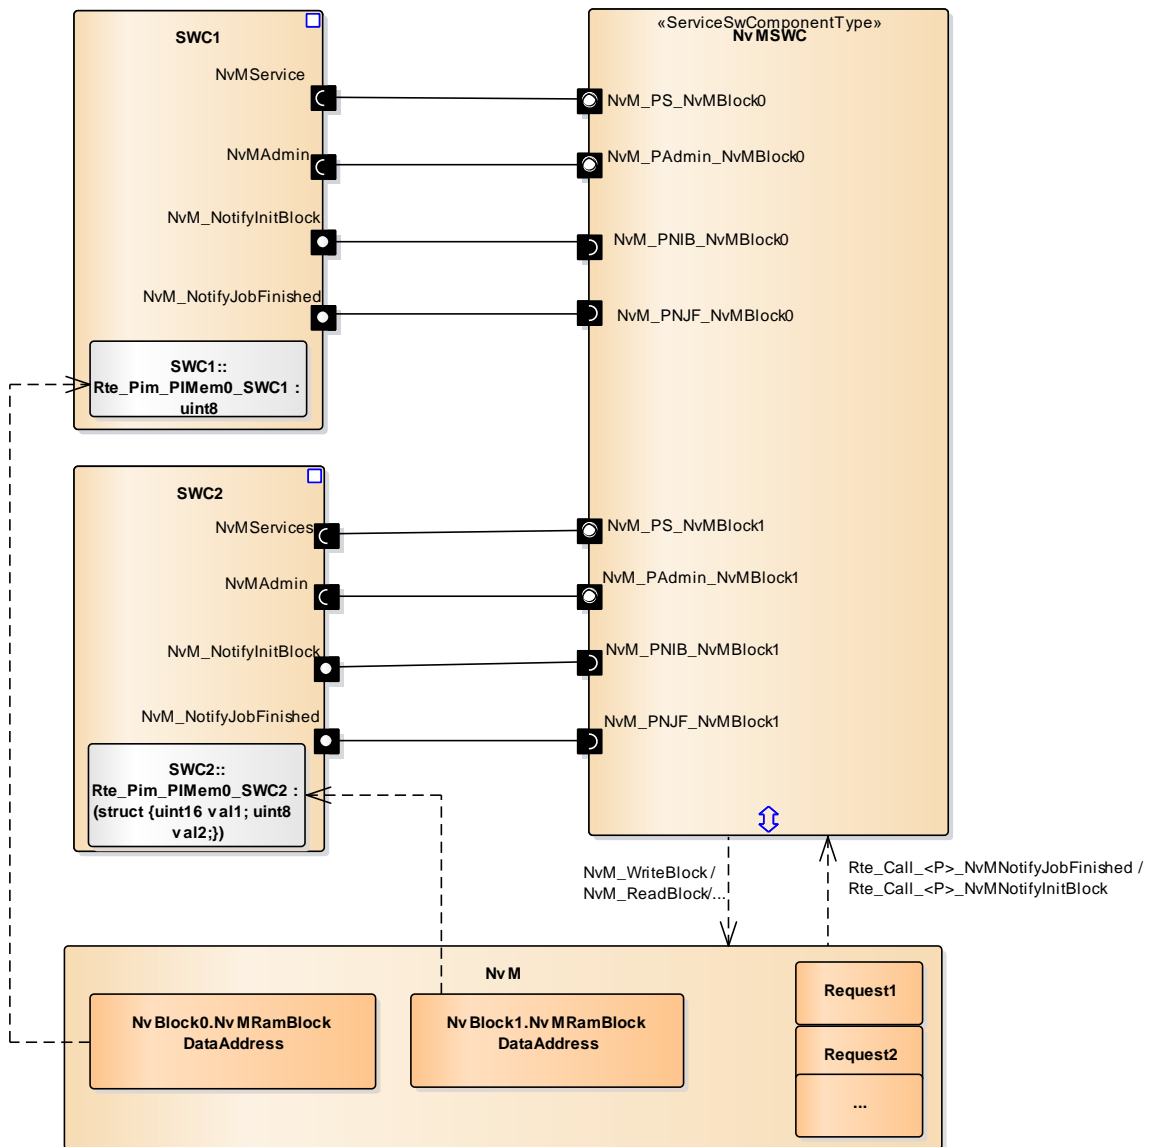 SWC1
NvMService
NvMAdmin
NvM_NotifyInitBlock
NvM_NotifyJobFinished
SWC1::
Rte_Pim_PIMem0_SWC1 :
uint8
«ServiceSwComponentType»
NvMSWC
NvM_PS_NvMBlock0
NvM_PAdmin_NvMBlock0
NvM_PNIB_NvMBlock0
NvM_PNJF_NvMBlock0
SWC2
NvMServices
NvMAdmin
NvM_NotifyInitBlock
NvM_NotifyJobFinished
SWC2::
Rte_Pim_PIMem0_SWC2 :
(struct {uint16 val1; uint8
val2;})
NvM_PS_NvMBlock1
NvM_PAdmin_NvMBlock1
NvM_PNIB_NvMBlock1
NvM_PNJF_NvMBlock1
NvM_WriteBlock /
NvM_ReadBlock/...
Rte_Call_<P>_NvMNotifyJobFinished /
Rte_Call_<P>_NvMNotifyInitBlock
NvM
NvBlock0.NvMRamBlock
DataAddress
NvBlock1.NvMRamBlock
DataAddress
Request1
Request2
...